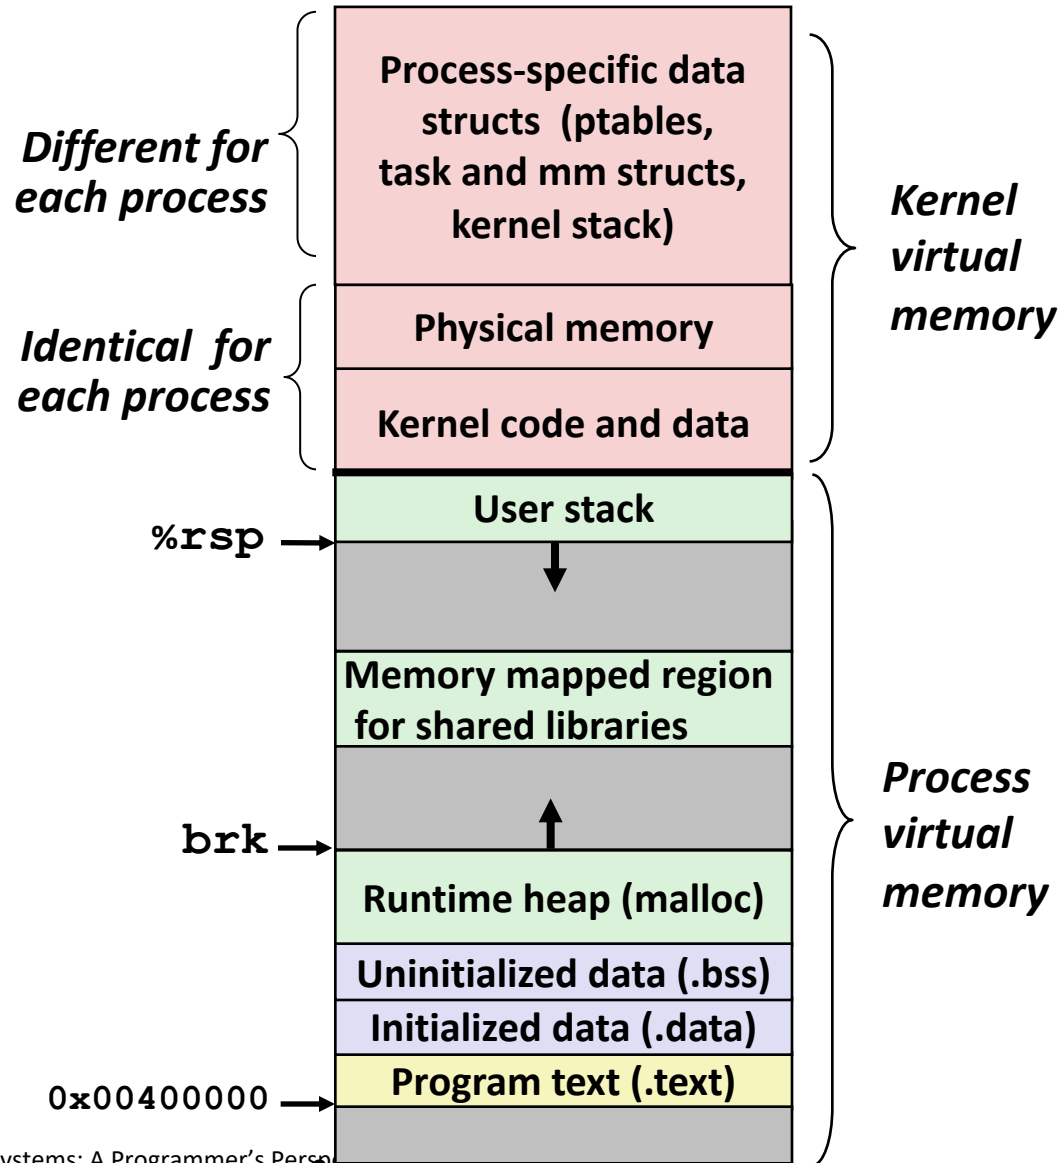 Process-specific data
structs (ptables,
task and mm structs,
kernel stack)
Different for
each process
Kernel
virtual
memory
Physical memory
Identical for
each process
Kernel code and data
User stack
%rsp
Memory mapped region
for shared libraries
Process
virtual
memory
brk
Runtime heap (malloc)
Uninitialized data (.bss)
Initialized data (.data)
Program text (.text)
0x00400000
ystems: A Programmer's